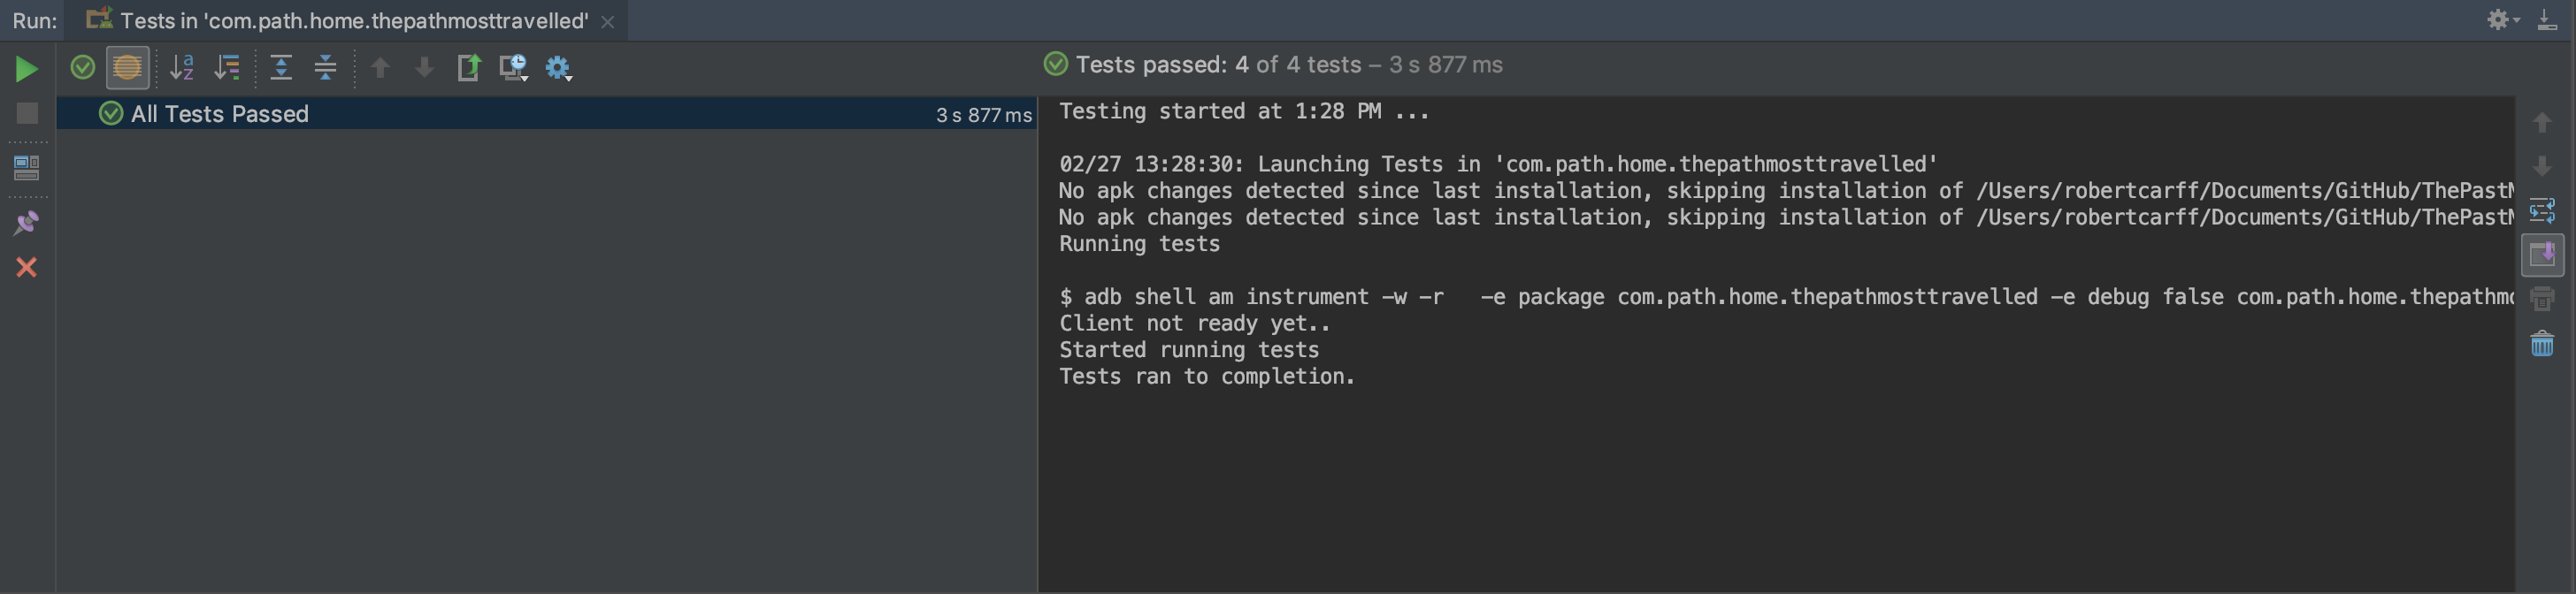 Run: Tests in 'com.path.home.thepathmosttravelled'
Tests passed: 4 of 4 tests – 3 s 877 ms
All Tests Passed 3 s 877 ms
Testing started at 1:28 PM ...
02/27 13:28:30: Launching Tests in 'com.path.home.thepathmosttravelled'
No apk changes detected since last installation, skipping installation of /Users/robertcarff/Documents/GitHub/ThePast
No apk changes detected since last installation, skipping installation of /Users/robertcarff/Documents/GitHub/ThePast
Running tests
$ adb shell am instrument -w -r   -e package com.path.home.thepathmosttravelled -e debug false com.path.home.thepathm
Client not ready yet..
Started running tests
Tests ran to completion.